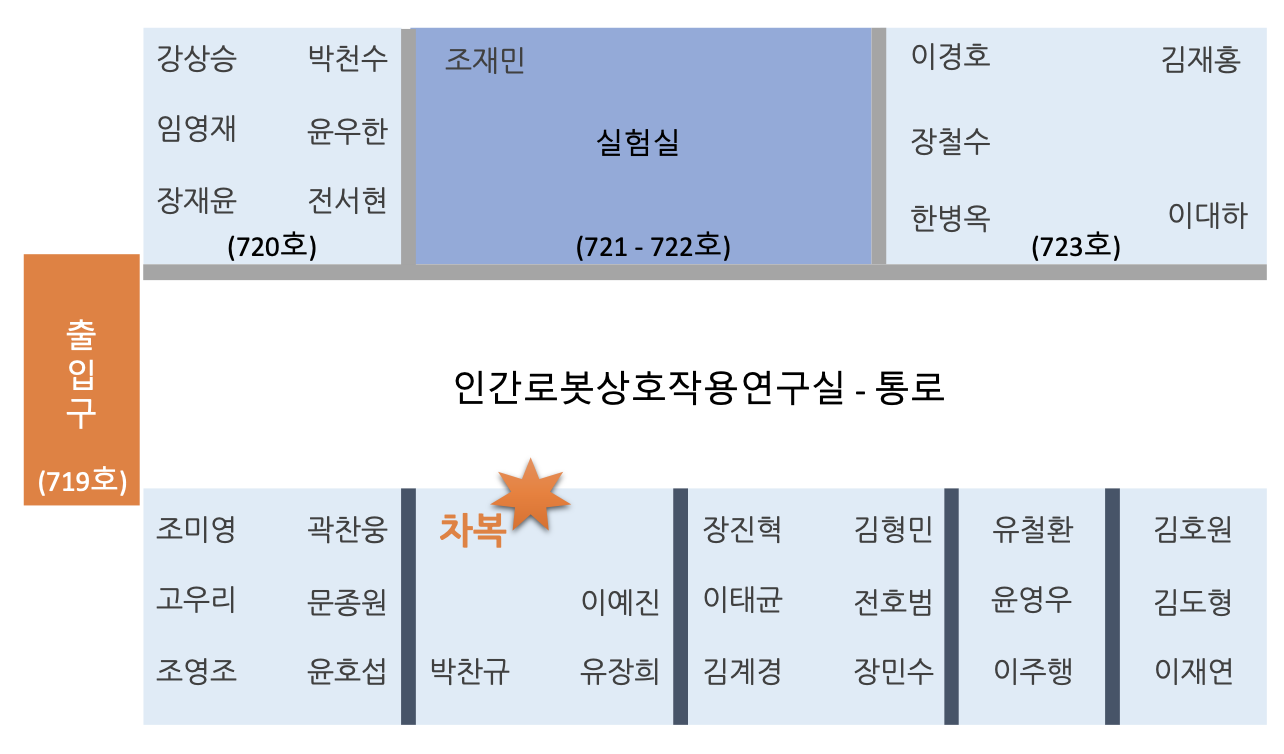 강상승 박천수
임영재 윤우한
장재윤 전서현
(720호)
조재민
실험실
(721 - 722호)
이경호 김재홍
장철수
한병옥 이대하
(723호)
출
입
구
(719호)
인간로봇상호작용연구실 - 통로
조미영 곽찬웅
고우리 문종원
조영조 윤호섭
차복
이예진
박찬규 유장희
장진혁 김형민
이태균 전호범
김계경 장민수
유철환
윤영우
이주행
김호원
김도형
이재연